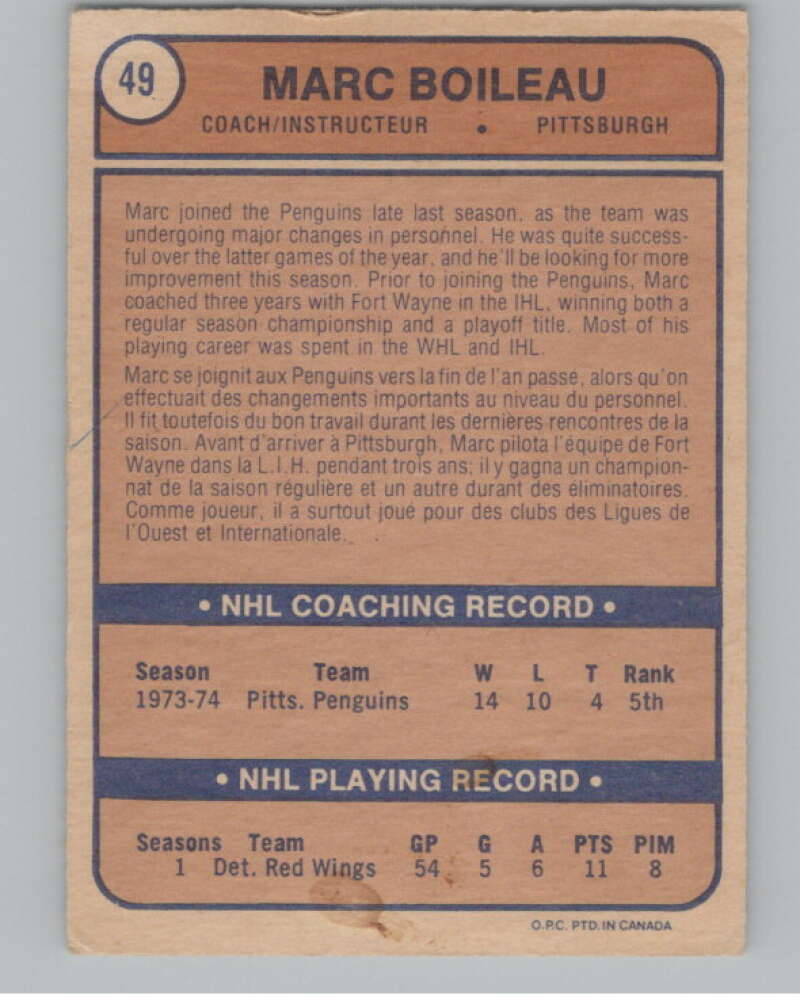 49
MARC BOILEAU
COACH/INSTRUCTEUR • PITTSBURGH
Marc joined the Penguins late last season, as the team was
undergoing major changes in personnel. He was quite success-
ful over the latter games of the year, and he'll be looking for more
improvement this season. Prior to joining the Penguins, Marc
coached three years with Fort Wayne in the IHL, winning both a
regular season championship and a playoff title. Most of his
playing career was spent in the WHL and IHL.
Marc se joignit aux Penguins vers la fin de l'an passé, alors qu'on
effectuait des changements importants au niveau du personnel.
Il fit toutefois du bon travail durant les dernières rencontres de la
saison. Avant d'arriver à Pittsburgh, Marc pilota l'équipe de Fort
Wayne dans la L.I.H. pendant trois ans; il y gagna un champion-
nat de la saison régulière et un autre durant des éliminatoires.
Comme joueur, il a surtout joué pour des clubs des Ligues de
l'Ouest et Internationale.
• NHL COACHING RECORD •
Season Team W L T Rank
1973-74 Pitts. Penguins 14 10 4 5th
• NHL PLAYING RECORD •
Seasons Team GP G A PTS PIM
1 Det. Red Wings 54 5 6 11 8
O.P.C. PTD. IN CANADA